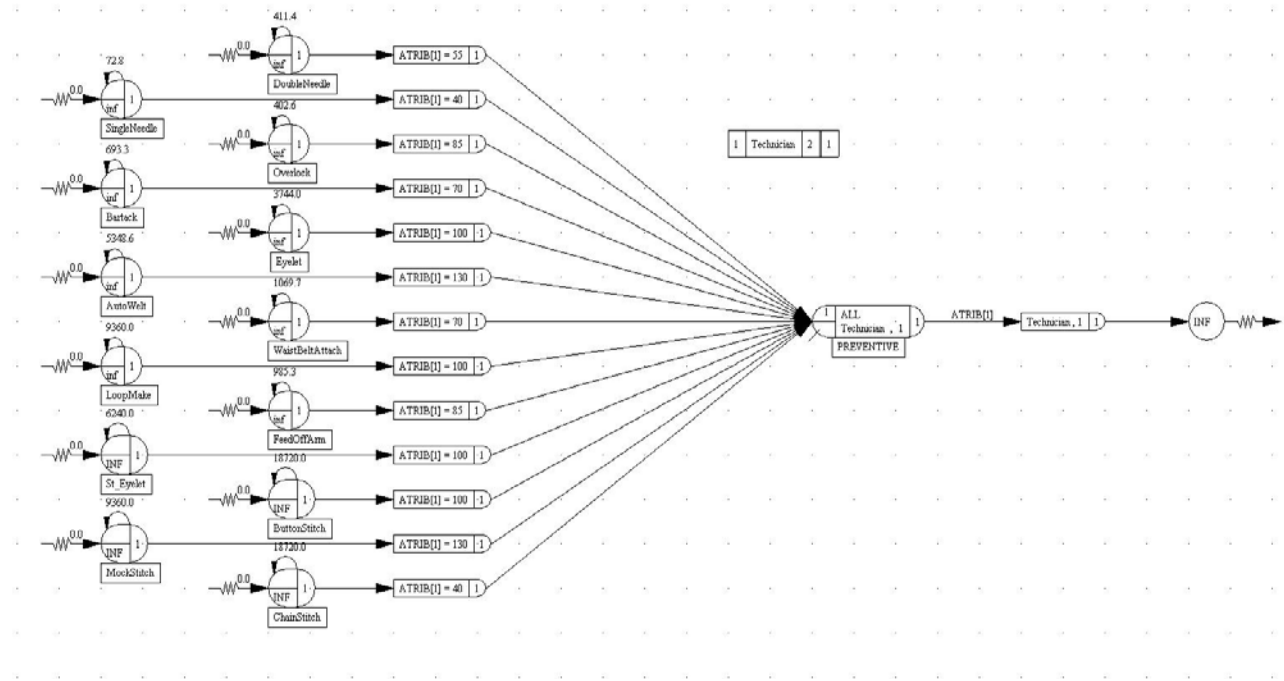 411.4
0.0
inf 1
DoubleNeedle
ATRIB[1] = 55 1
72.8
0.0
inf 1
SingleNeedle
ATRIB[1] = 40 1
402.6
0.0
inf 1
Overlock
ATRIB[1] = 85 1
1 Technician 2 1
693.3
0.0
inf 1
Bartack
ATRIB[1] = 70 1
3744.0
0.0
inf 1
Eyelet
ATRIB[1] = 100 1
5348.6
0.0
inf 1
AutoWelt
ATRIB[1] = 130 1
1069.7
0.0
inf 1
WaistBeltAttach
ATRIB[1] = 70 1
1 ALL 1
Technician , 1
PREVENTIVE
ATRIB[1]
Technician, 1 1
INF
9360.0
0.0
inf 1
LoopMake
ATRIB[1] = 100 1
985.3
0.0
inf 1
FeedOffArm
ATRIB[1] = 85 1
6240.0
0.0
INF 1
St_Eyelet
ATRIB[1] = 100 1
18720.0
0.0
INF 1
ButtonStitch
ATRIB[1] = 100 1
9360.0
0.0
INF 1
MockStitch
ATRIB[1] = 130 1
18720.0
0.0
INF 1
ChainStitch
ATRIB[1] = 40 1